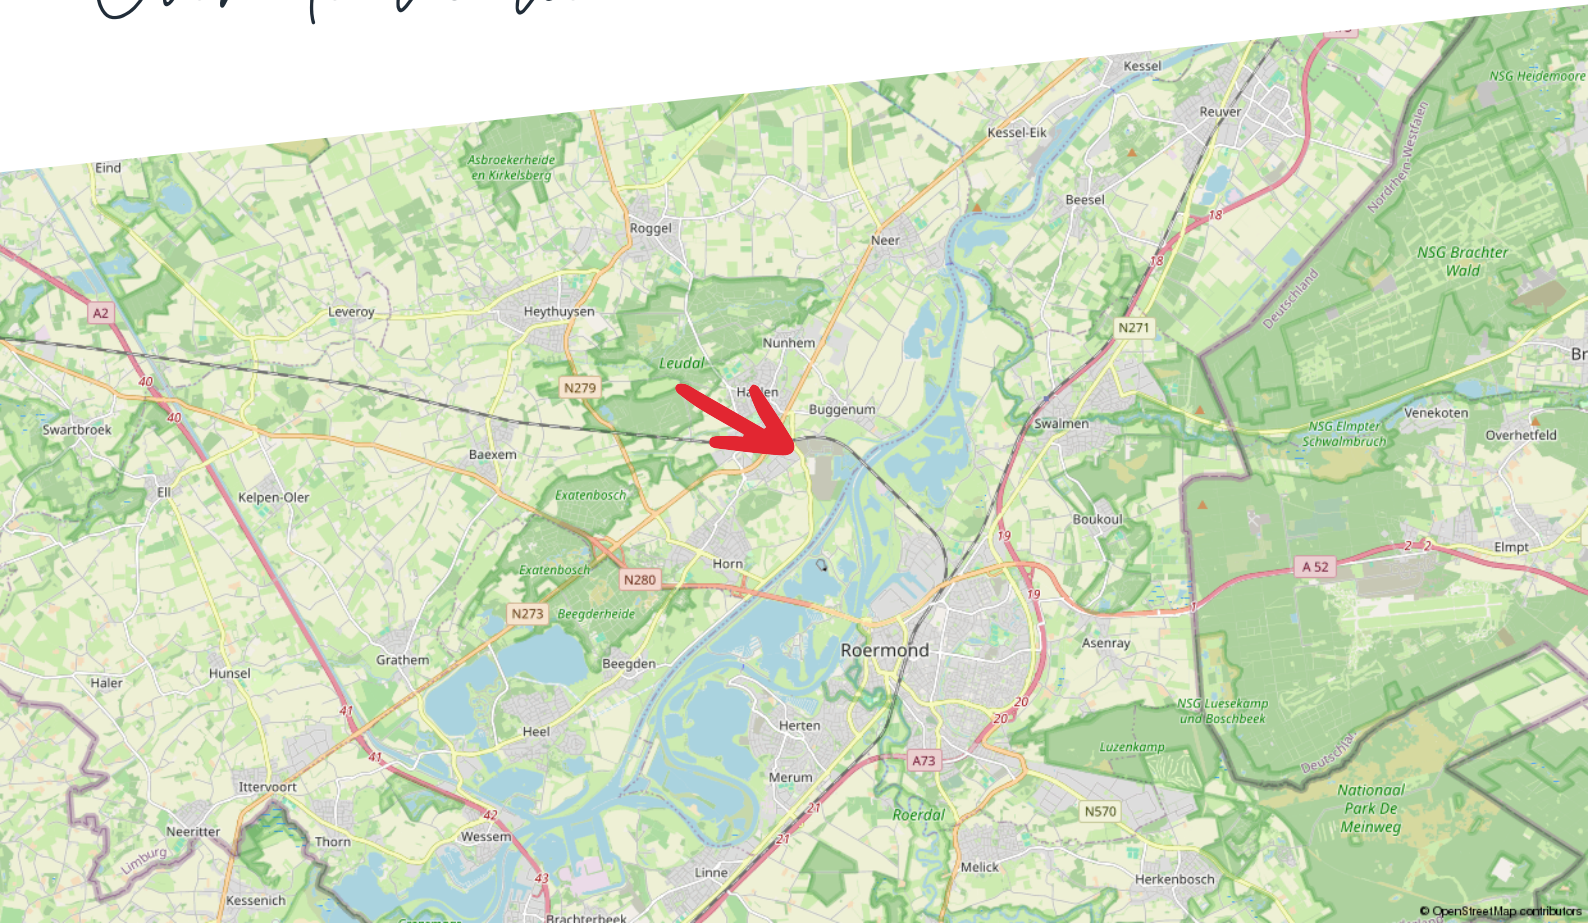 Kessel
NSG Heidemoore
Reuver
Kessel-Eik
Nordrhein-Westfalen
Asbroekerheide
en Kirkelsberg
Eind
Beesel
18
Roggel
Neer
NSG Brachter
Wald
18
Deutschland
A2
Leveroy
Heythuysen
N271
Nunhem
Br
Leudal
40
N279
Buggenum
40
Venekoten
Swartbroek
Swalmen
NSG Elmpter
Schwalmbruch
Overhetfeld
Baexem
Ell
Kelpen-Oler
Exatenbosch
Boukoul
19
2
2
Elmpt
Horn
Exatenbosch
N280
A 52
19
1
N273
Beegderheide
Roermond
Asenray
Grathem
Beegden
Hunsel
Haler
20
41
20
NSG Luesekamp
und Boschbeek
Heel
Herten
Luzenkamp
Deutschlan
41
A73
Merum
Ittervoort
Nationaal
Park De
Meinweg
21
N570
42
Roerdal
Neeritter
Thorn
Wessem
21
Limburg
Linne
Melick
43
Herkenbosch
Kessenich
Brachterbeek
© OpenStreetMap contributors